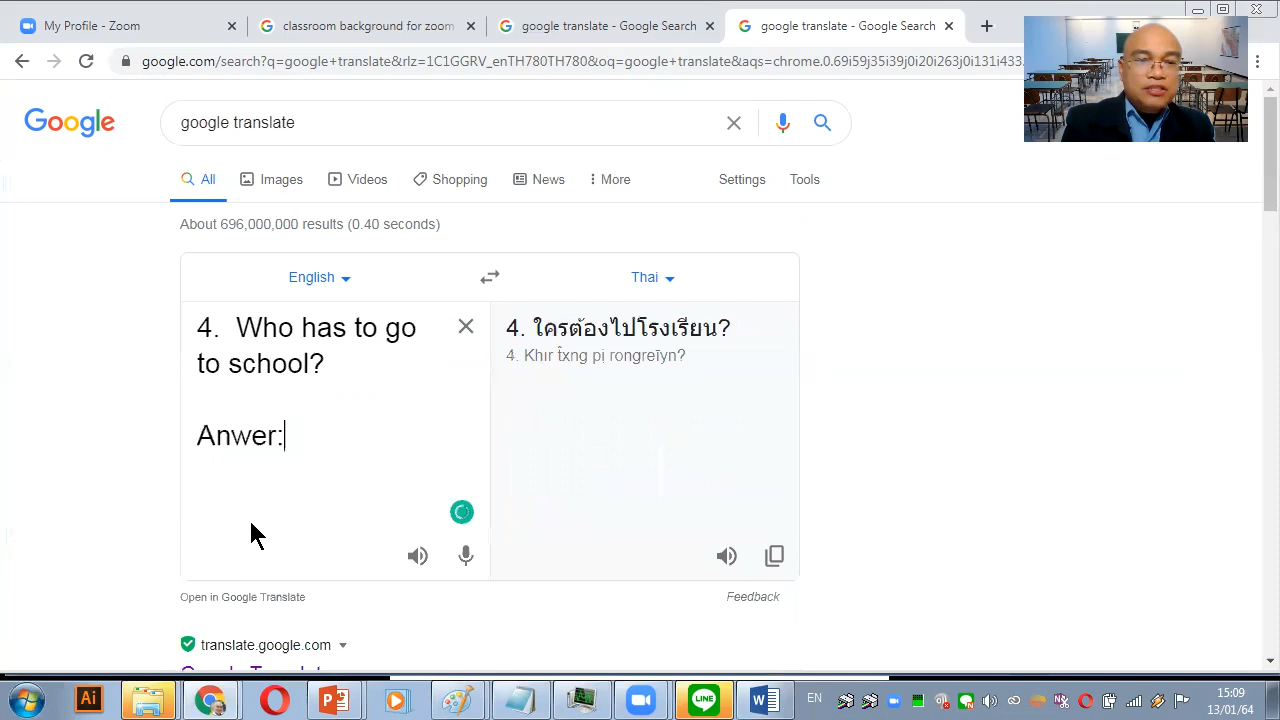 My Profile - Zoom
classroom background for zoom
google translate - Google Search
google translate - Google Search
google.com/search?q=google+translate&rlz=1C1GGRV_enTH780TH780&oq=google+translate&aqs=chrome.0.69i59j35i39j0i20i263j0i131i433
Google
google translate
All
Images
Videos
Shopping
News
More
Settings
Tools
About 696,000,000 results (0.40 seconds)
English
Thai
4. Who has to go
to school?
Anwer:
4. ใครต้องไปโรงเรียน?
4. Khır t̂xng pị rongreīyn?
Open in Google Translate
Feedback
translate.google.com
Ai
LINE
EN
15:09
13/01/64